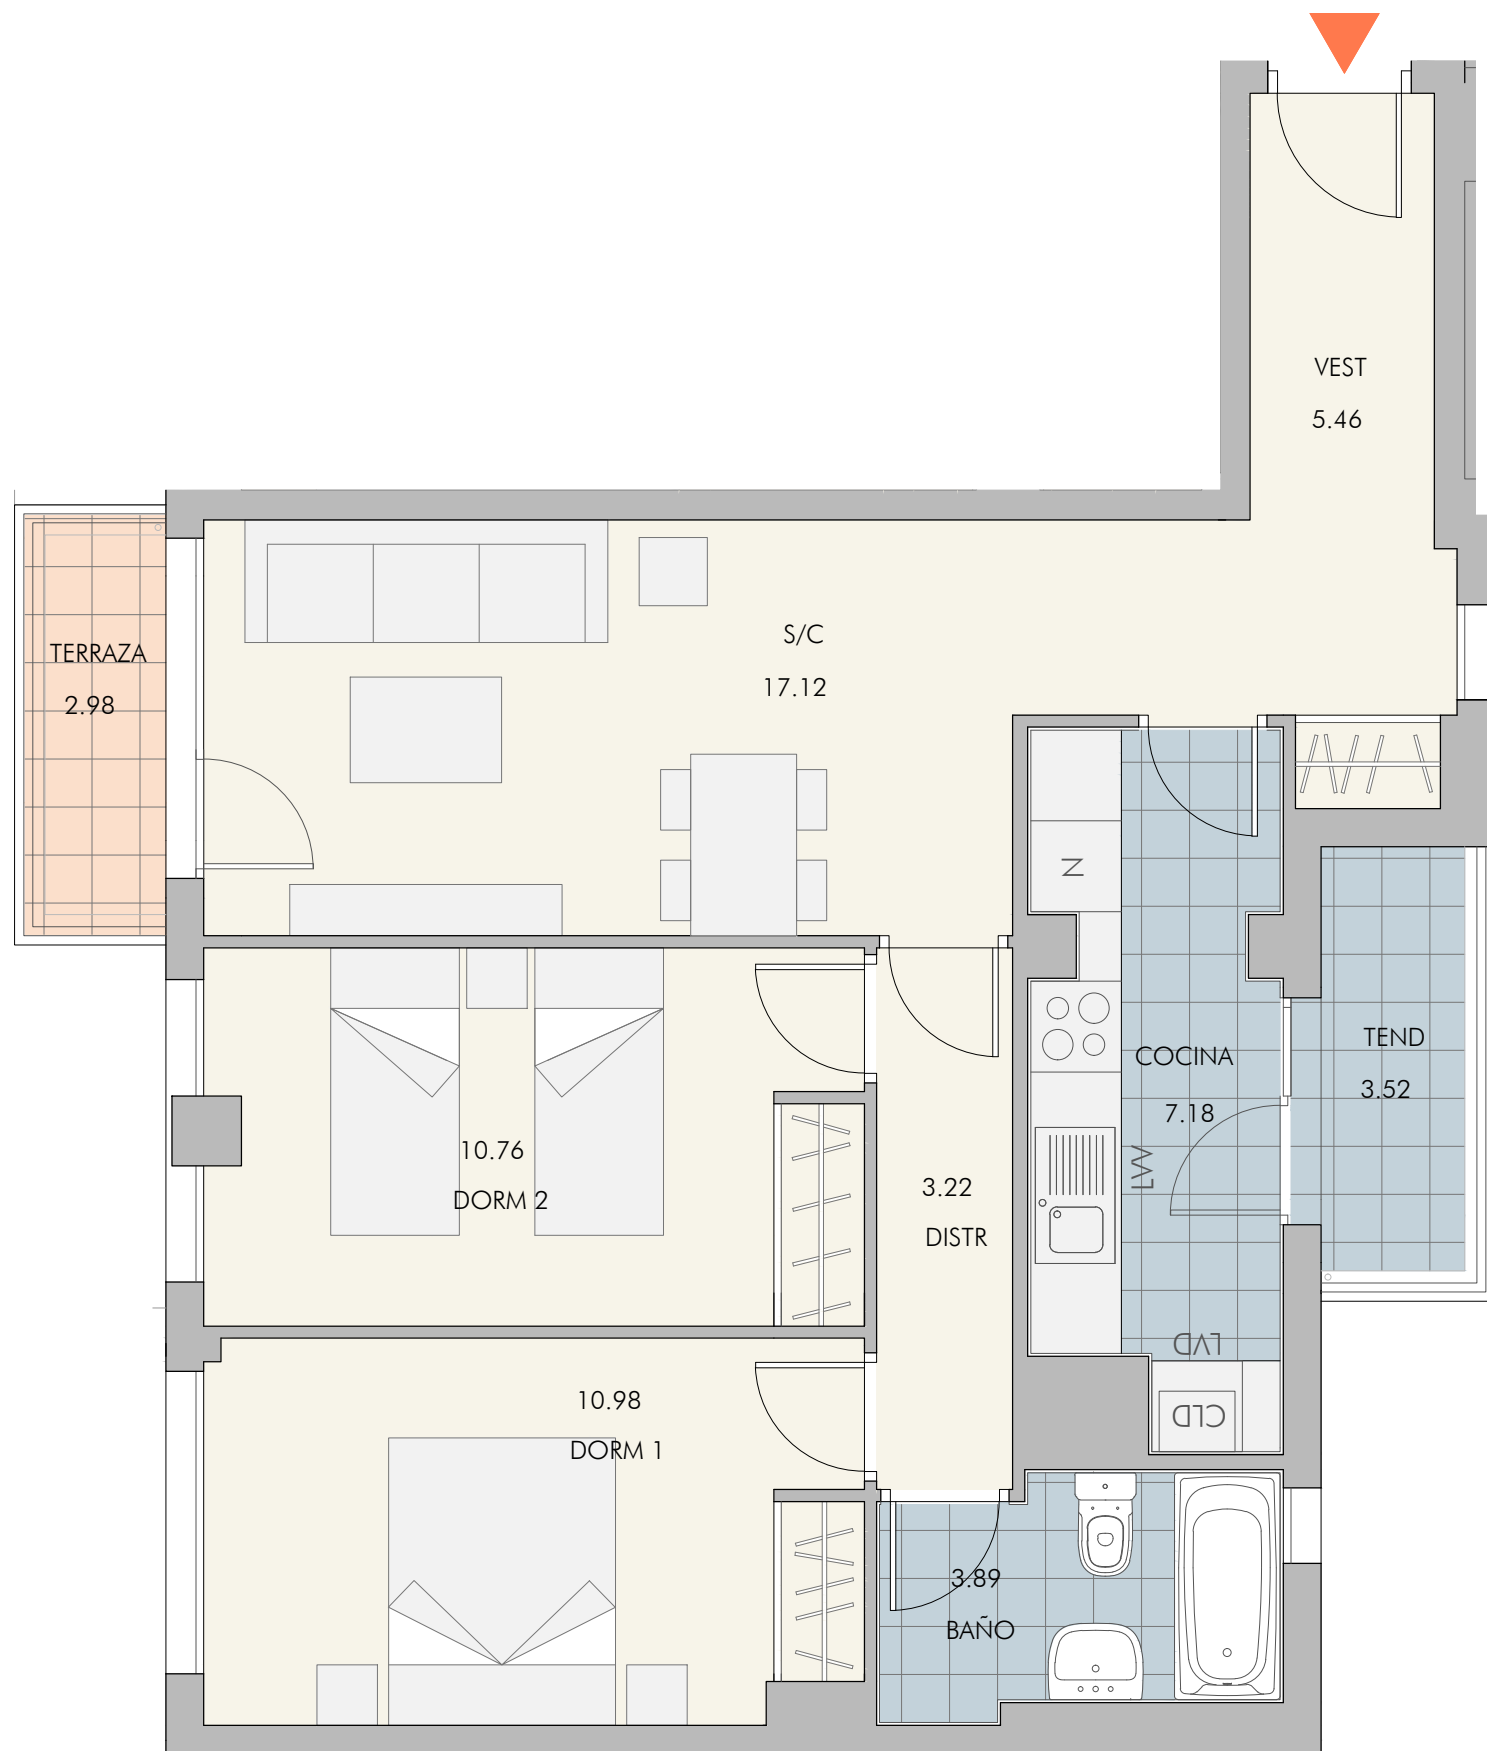 VEST
5.46
S/C
17.12
TERRAZA
2.98
N
COCINA
7.18
TEND
3.52
LVV
10.76
DORM 2
3.22
DISTR
LVD
CLD
10.98
DORM 1
3.89
BAÑO